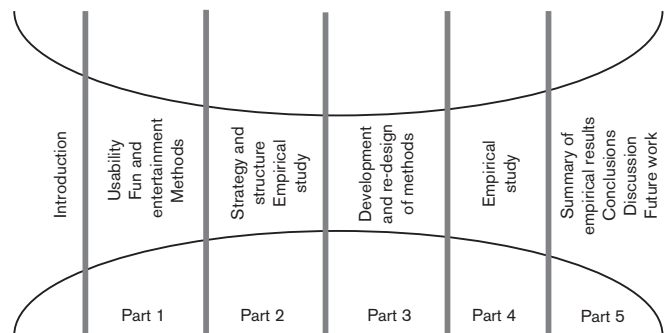 Introduction
Usability
Fun and
entertainment
Methods
Strategy and
structure
Empirical
study
Development
and re-design
of methods
Empirical
study
Summary of
empirical results
Conclusions
Discussion
Future work
Part 1
Part 2
Part 3
Part 4
Part 5